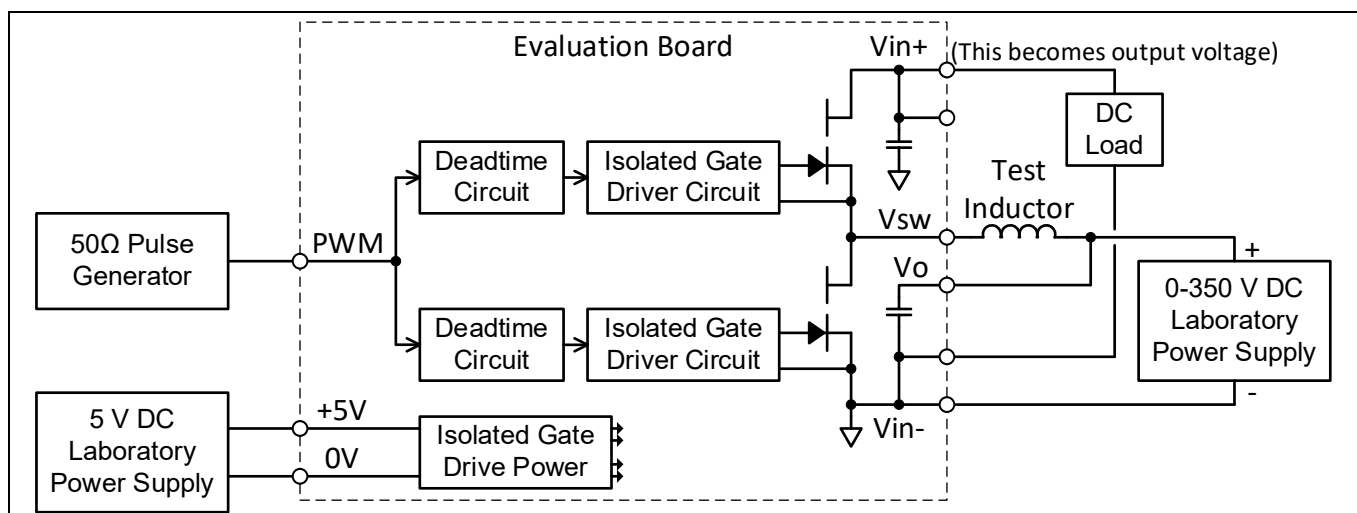 Evaluation Board
Vin+
(This becomes output voltage)
DC
Load
Deadtime
Circuit
Isolated Gate
Driver Circuit
Test
Inductor
Vsw
50Ω Pulse
Generator
PWM
Vo
+
0-350 V DC
Laboratory
Power Supply
-
Deadtime
Circuit
Isolated Gate
Driver Circuit
Vin-
5 V DC
Laboratory
Power Supply
+5V
0V
Isolated Gate
Drive Power